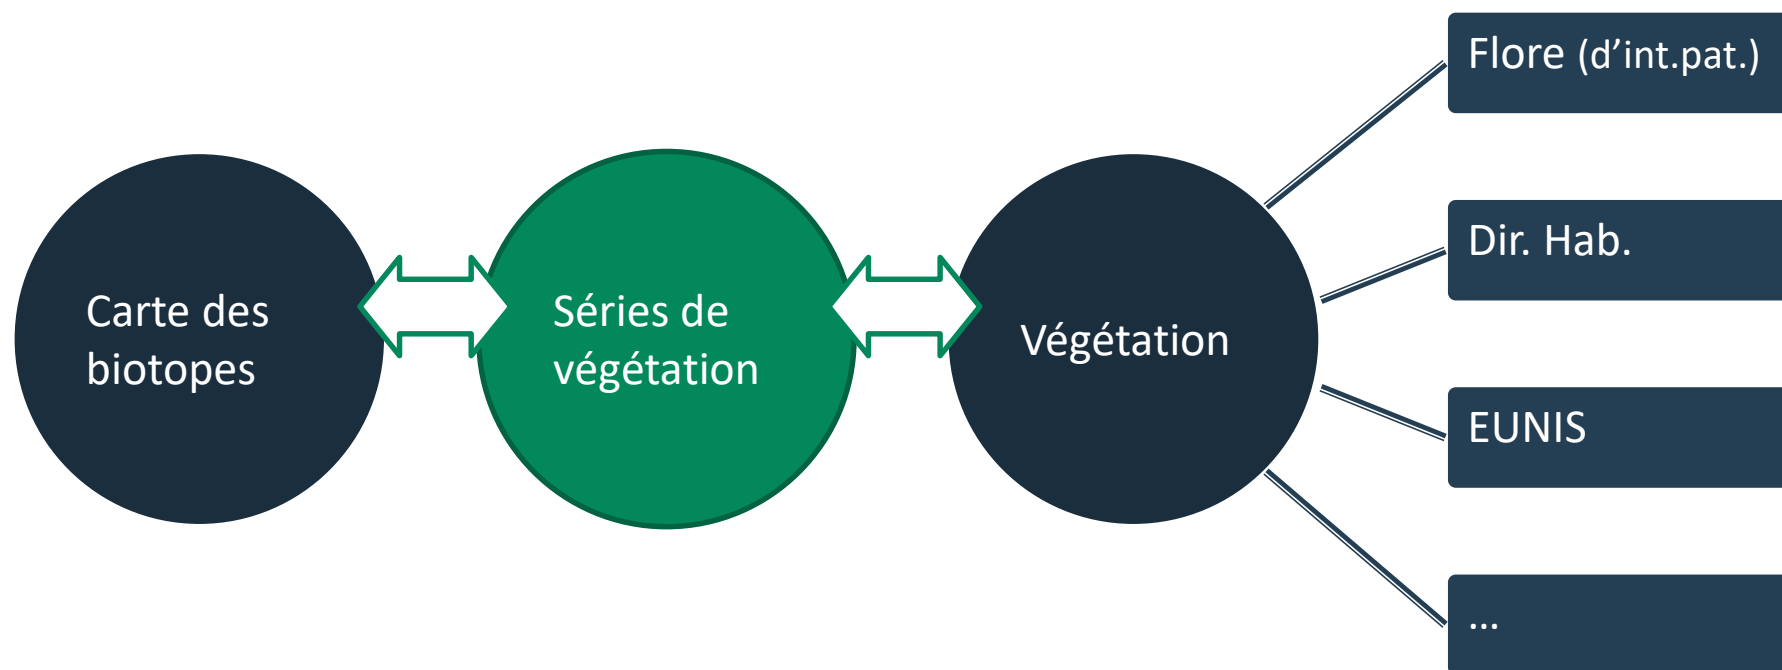 Carte des
biotopes
Séries de
végétation
Végétation
Flore (d’int.pat.)
Dir. Hab.
EUNIS
…